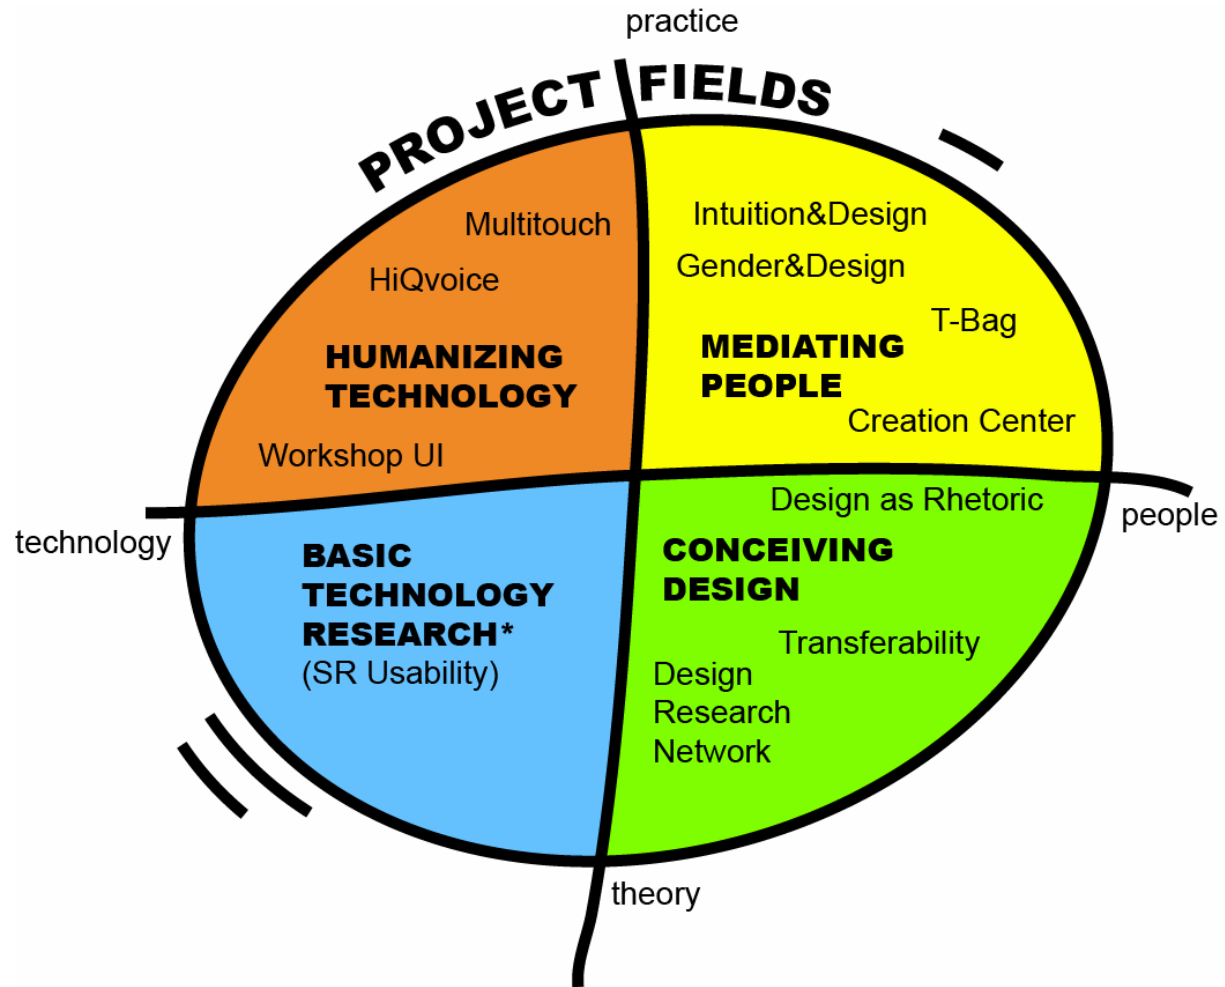 practice
PROJECT FIELDS
Multitouch
HiQvoice
HUMANIZING
TECHNOLOGY
Workshop UI
Intuition&Design
Gender&Design
T-Bag
MEDIATING
PEOPLE
Creation Center
technology
people
BASIC
TECHNOLOGY
RESEARCH*
(SR Usability)
Design as Rhetoric
CONCEIVING
DESIGN
Transferability
Design
Research
Network
theory